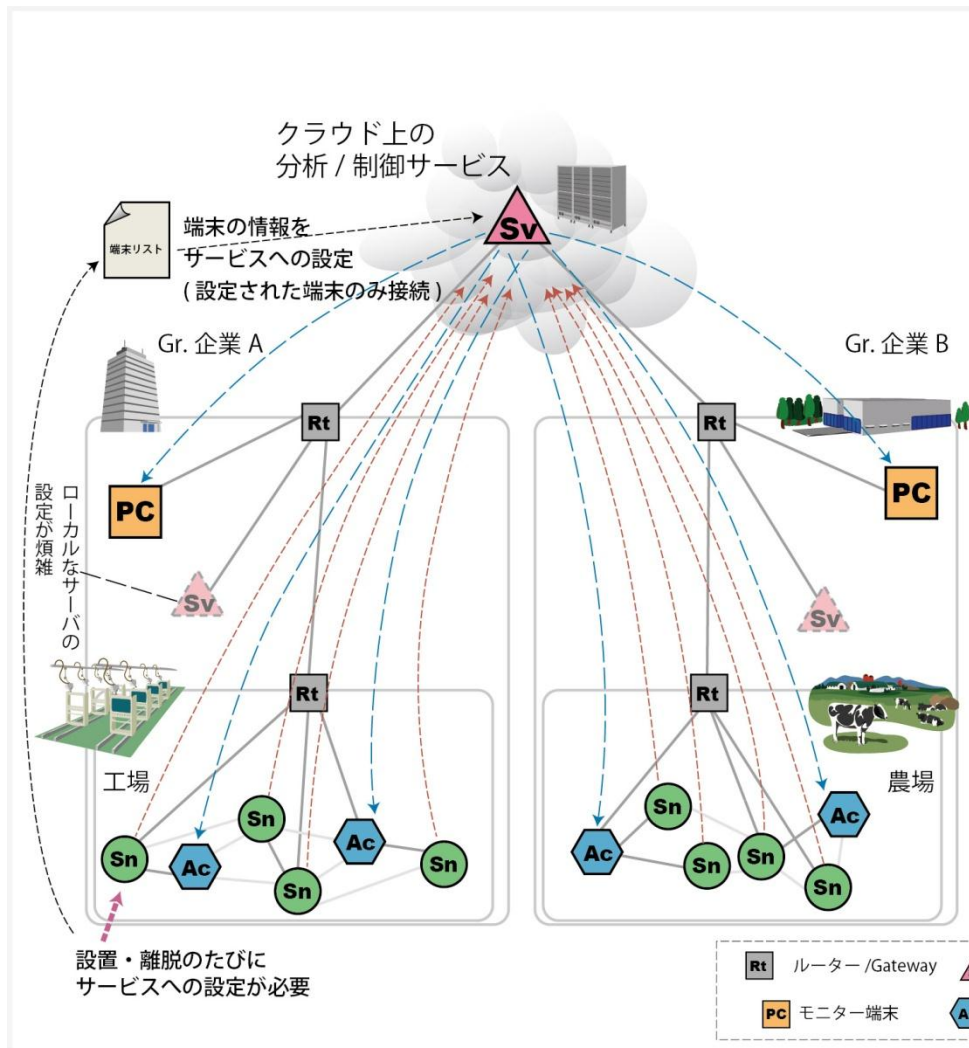 クラウド上の
分析 / 制御サービス
Sv
端末リスト
端末の情報を
サービスへの設定
( 設定された端末のみ接続 )
Gr. 企業 A
Gr. 企業 B
Rt
Rt
PC
PC
ローカルなサーバの
設定が煩雑
Sv
Sv
Rt
Rt
工場
農場
Sn
Ac
Sn
Sn
Ac
Sn
Ac
Sn
Sn
Sn
Ac
Sn
設置・離脱のたびに
サービスへの設定が必要
Rt ルーター /Gateway
PC モニター端末
A